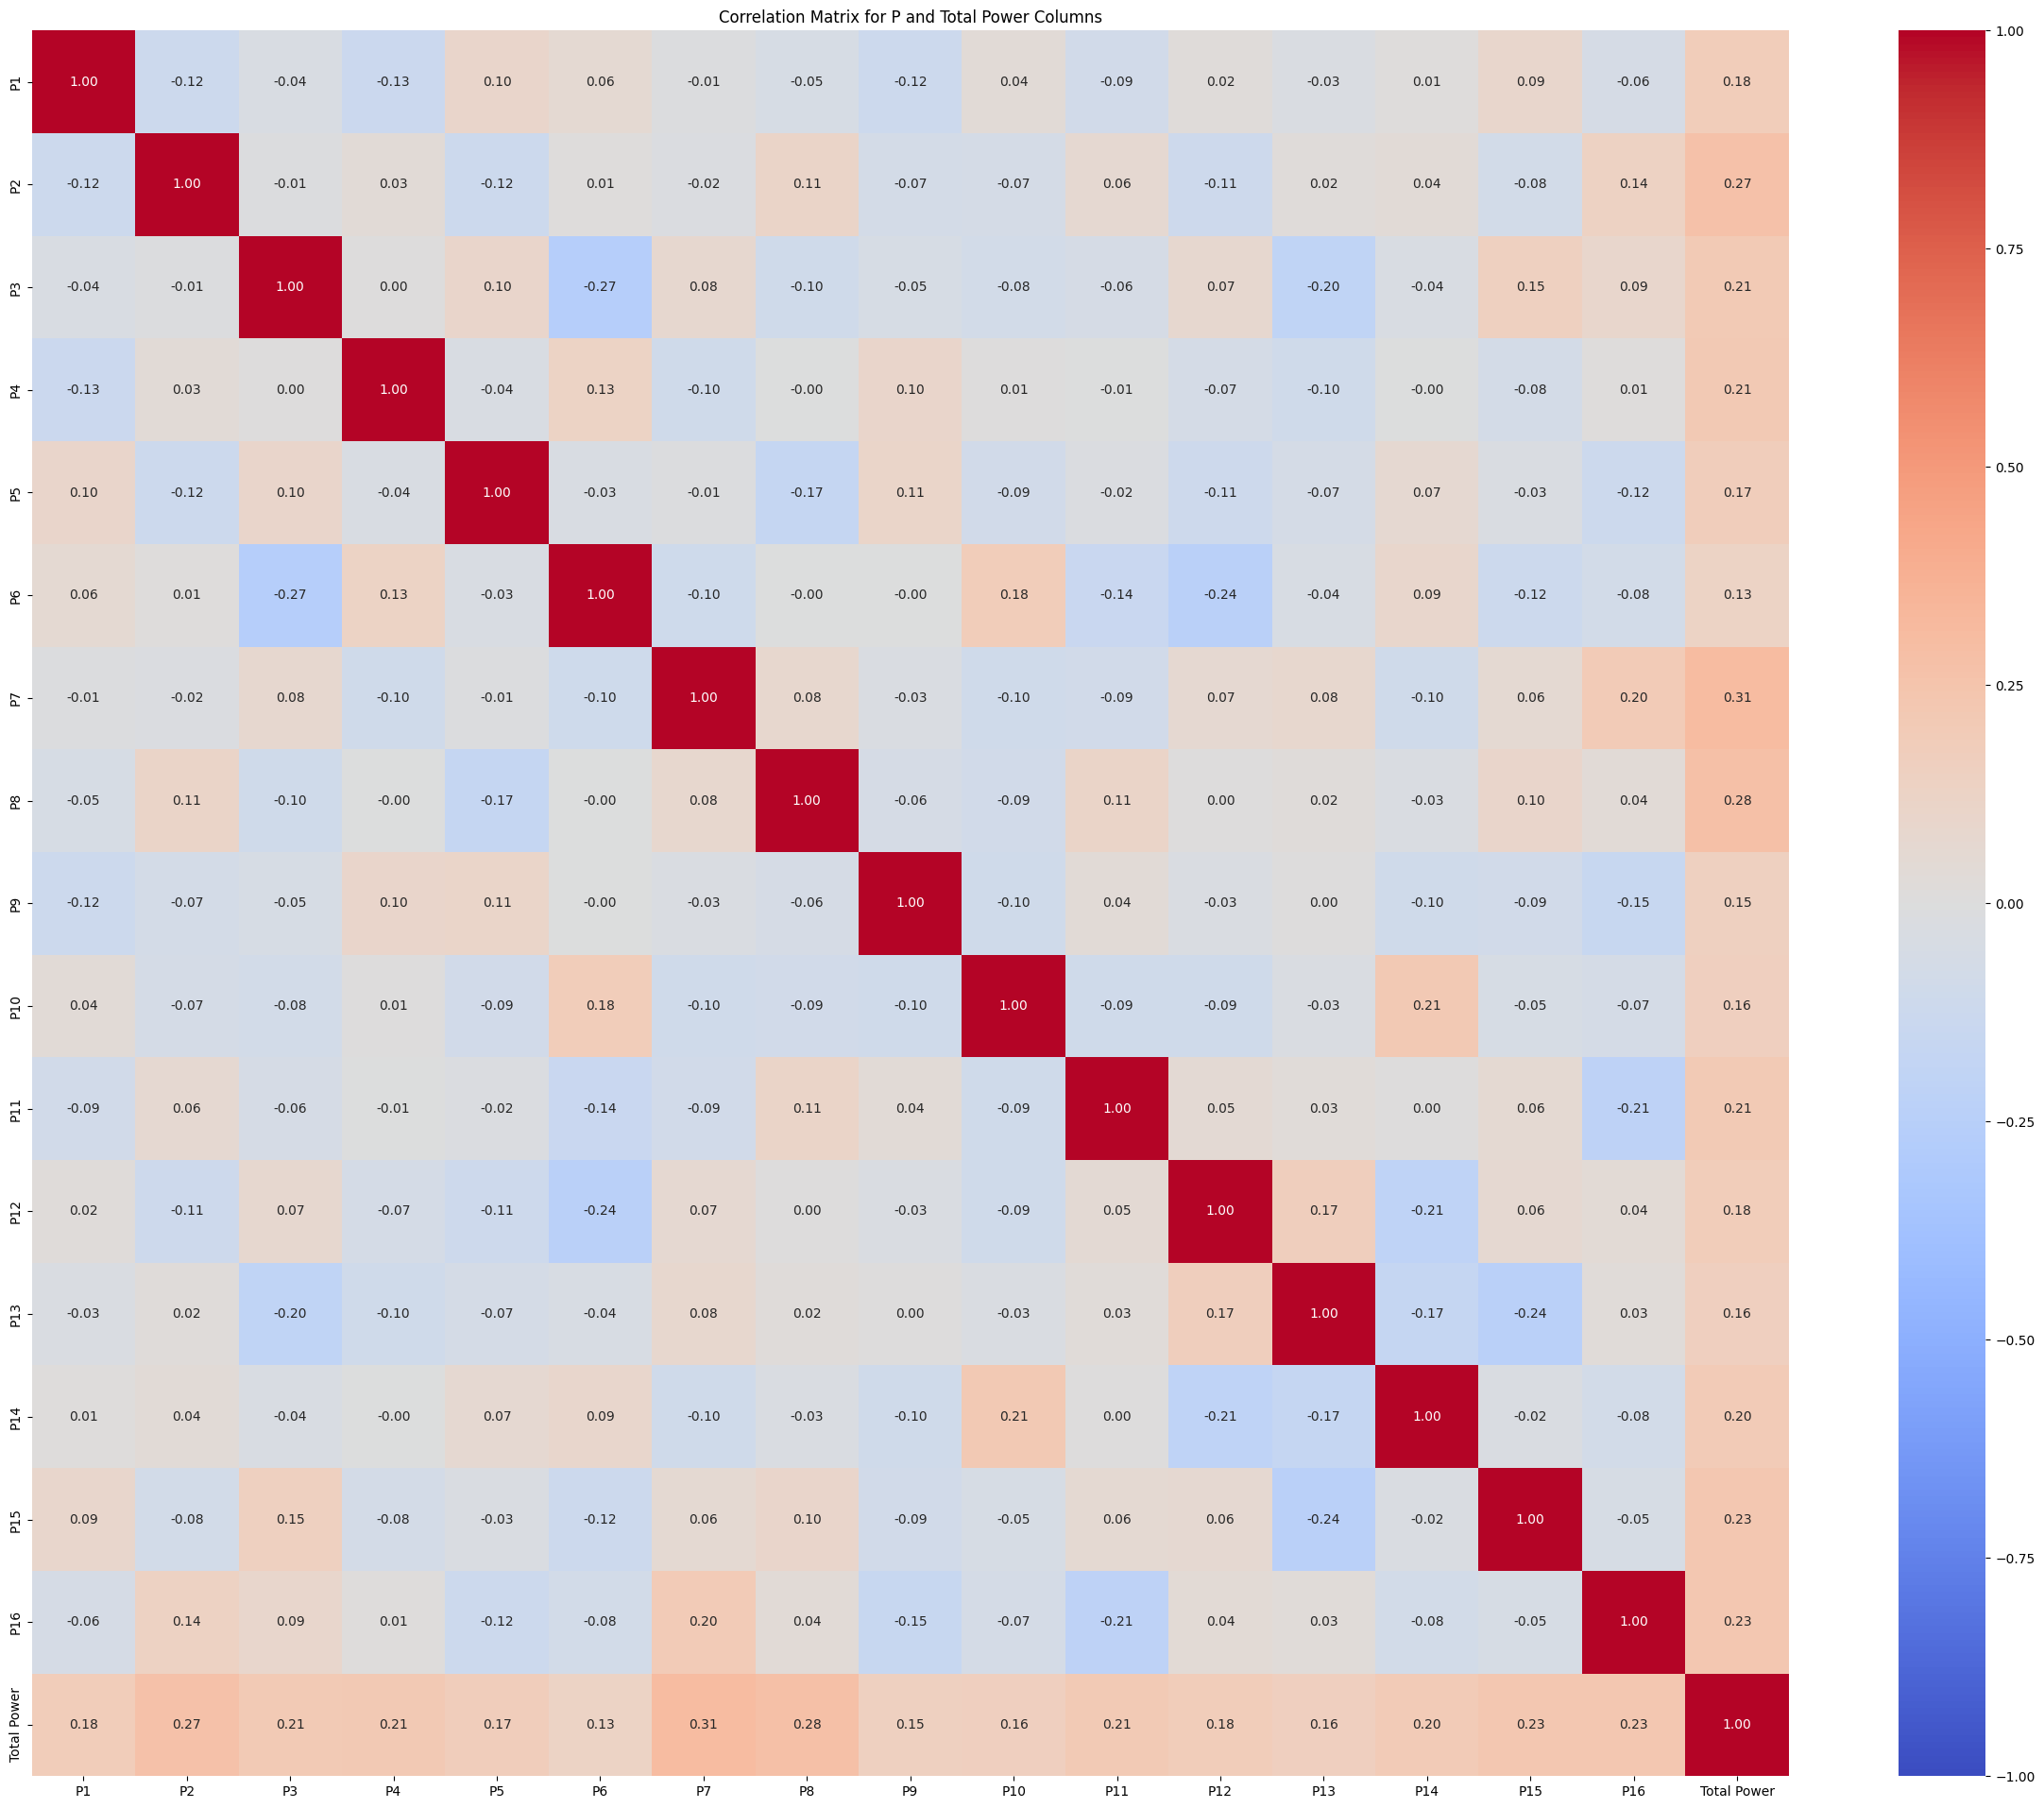 Correlation Matrix for P and Total Power Columns
P1 1.00 -0.12 -0.04 -0.13 0.10 0.06 -0.01 -0.05 -0.12 0.04 -0.09 0.02 -0.03 0.01 0.09 -0.06 0.18
P2 -0.12 1.00 -0.01 0.03 -0.12 0.01 -0.02 0.11 -0.07 -0.07 0.06 -0.11 0.02 0.04 -0.08 0.14 0.27
P3 -0.04 -0.01 1.00 0.00 0.10 -0.27 0.08 -0.10 -0.05 -0.08 -0.06 0.07 -0.20 -0.04 0.15 0.09 0.21
P4 -0.13 0.03 0.00 1.00 -0.04 0.13 -0.10 -0.00 0.10 0.01 -0.01 -0.07 -0.10 -0.00 -0.08 0.01 0.21
P5 0.10 -0.12 0.10 -0.04 1.00 -0.03 -0.01 -0.17 0.11 -0.09 -0.02 -0.11 -0.07 0.07 -0.03 -0.12 0.17
P6 0.06 0.01 -0.27 0.13 -0.03 1.00 -0.10 -0.00 -0.00 0.18 -0.14 -0.24 -0.04 0.09 -0.12 -0.08 0.13
P7 -0.01 -0.02 0.08 -0.10 -0.01 -0.10 1.00 0.08 -0.03 -0.10 -0.09 0.07 0.08 -0.10 0.06 0.20 0.31
P8 -0.05 0.11 -0.10 -0.00 -0.17 -0.00 0.08 1.00 -0.06 -0.09 0.11 0.00 0.02 -0.03 0.10 0.04 0.28
P9 -0.12 -0.07 -0.05 0.10 0.11 -0.00 -0.03 -0.06 1.00 -0.10 0.04 -0.03 0.00 -0.10 -0.09 -0.15 0.15
P10 0.04 -0.07 -0.08 0.01 -0.09 0.18 -0.10 -0.09 -0.10 1.00 -0.09 -0.09 -0.03 0.21 -0.05 -0.07 0.16
P11 -0.09 0.06 -0.06 -0.01 -0.02 -0.14 -0.09 0.11 0.04 -0.09 1.00 0.05 0.03 0.00 0.06 -0.21 0.21
P12 0.02 -0.11 0.07 -0.07 -0.11 -0.24 0.07 0.00 -0.03 -0.09 0.05 1.00 0.17 -0.21 0.06 0.04 0.18
P13 -0.03 0.02 -0.20 -0.10 -0.07 -0.04 0.08 0.02 0.00 -0.03 0.03 0.17 1.00 -0.17 -0.24 0.03 0.16
P14 0.01 0.04 -0.04 -0.00 0.07 0.09 -0.10 -0.03 -0.10 0.21 0.00 -0.21 -0.17 1.00 -0.02 -0.08 0.20
P15 0.09 -0.08 0.15 -0.08 -0.03 -0.12 0.06 0.10 -0.09 -0.05 0.06 0.06 -0.24 -0.02 1.00 -0.05 0.23
P16 -0.06 0.14 0.09 0.01 -0.12 -0.08 0.20 0.04 -0.15 -0.07 -0.21 0.04 0.03 -0.08 -0.05 1.00 0.23
Total Power 0.18 0.27 0.21 0.21 0.17 0.13 0.31 0.28 0.15 0.16 0.21 0.18 0.16 0.20 0.23 0.23 1.00
P1 P2 P3 P4 P5 P6 P7 P8 P9 P10 P11 P12 P13 P14 P15 P16 Total Power
1.00
0.75
0.50
0.25
0.00
−0.25
−0.50
−0.75
−1.00